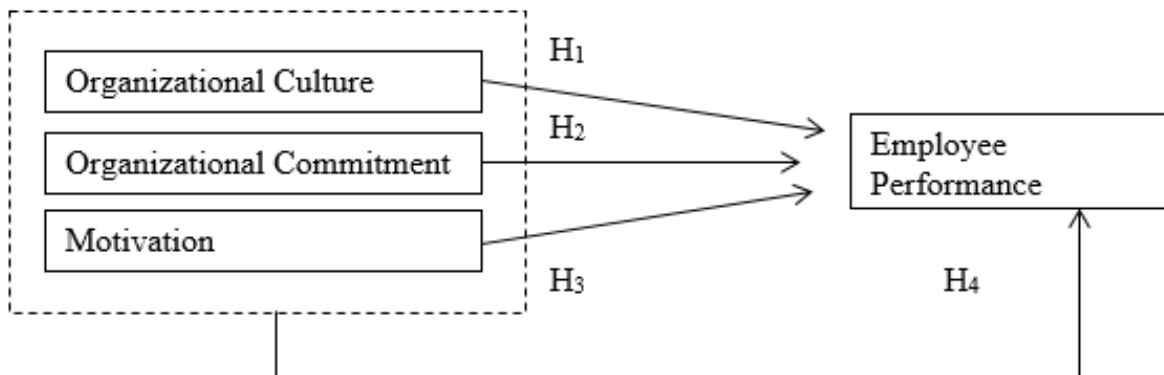 H₁
Organizational Culture
H₂
Organizational Commitment
Employee
Performance
Motivation
H₃
H₄